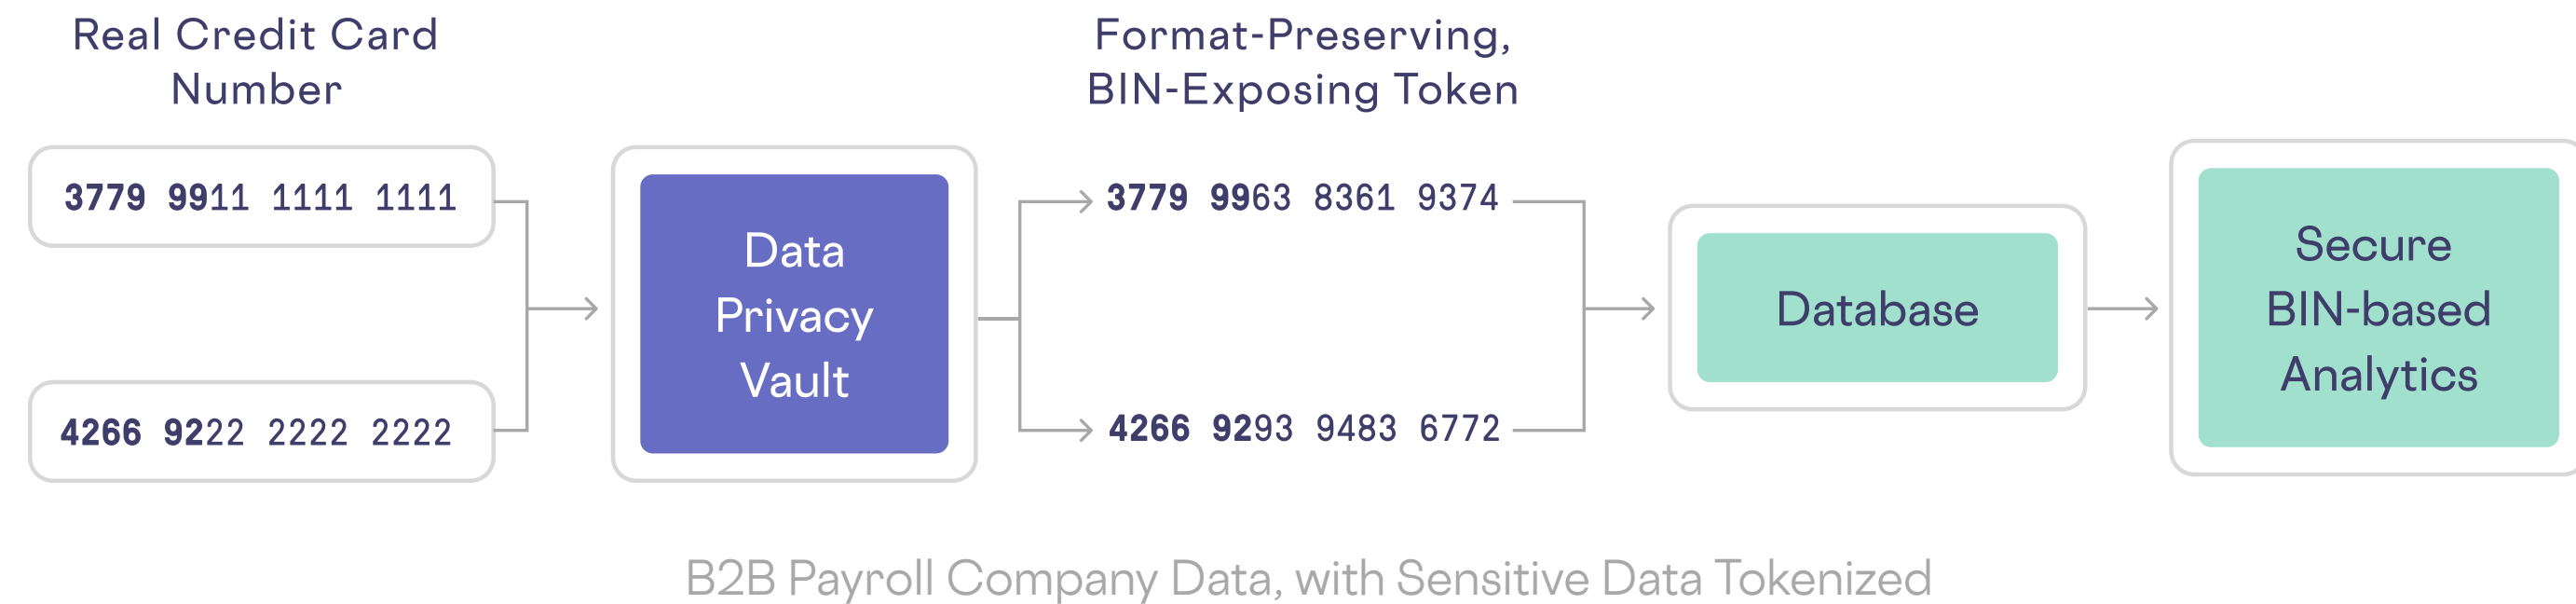 Real Credit Card
Number
3779 9911 1111 1111
4266 9222 2222 2222
Data
Privacy
Vault
Format-Preserving,
BIN-Exposing Token
3779 9963 8361 9374
4266 9293 9483 6772
Database
Secure
BIN-based
Analytics
B2B Payroll Company Data, with Sensitive Data Tokenized